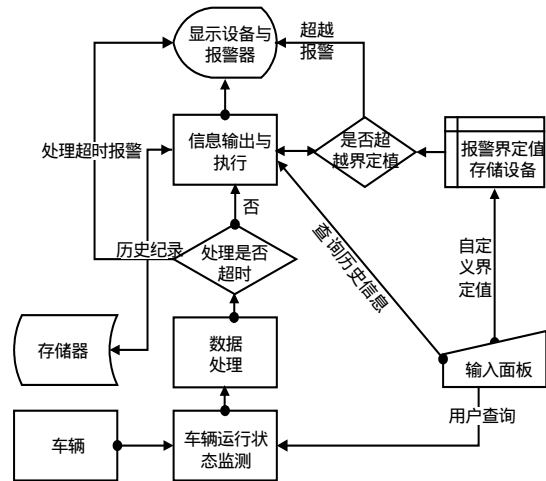 显示设备与
报警器
超越
报警
处理超时报警
信息输出与
执行
是否超
越界定植
报警界定值
存储设备
否
历史纪录
处理是否
超时
查询历史信息
自定
义界
定值
存储器
数据
处理
输入面板
用户查询
车辆
车辆运行状
态监测